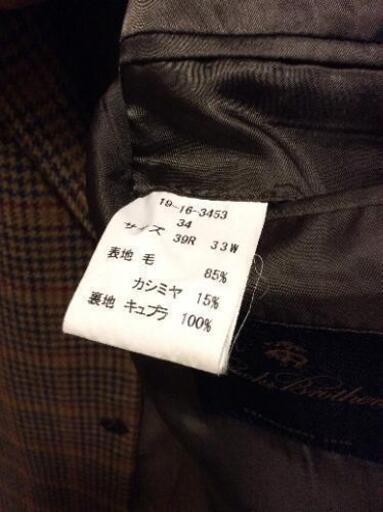 19-16-3453
34
サイズ 39R 33W
表地 毛 85%
カシミヤ 15%
裏地 キュプラ 100%
Brothers